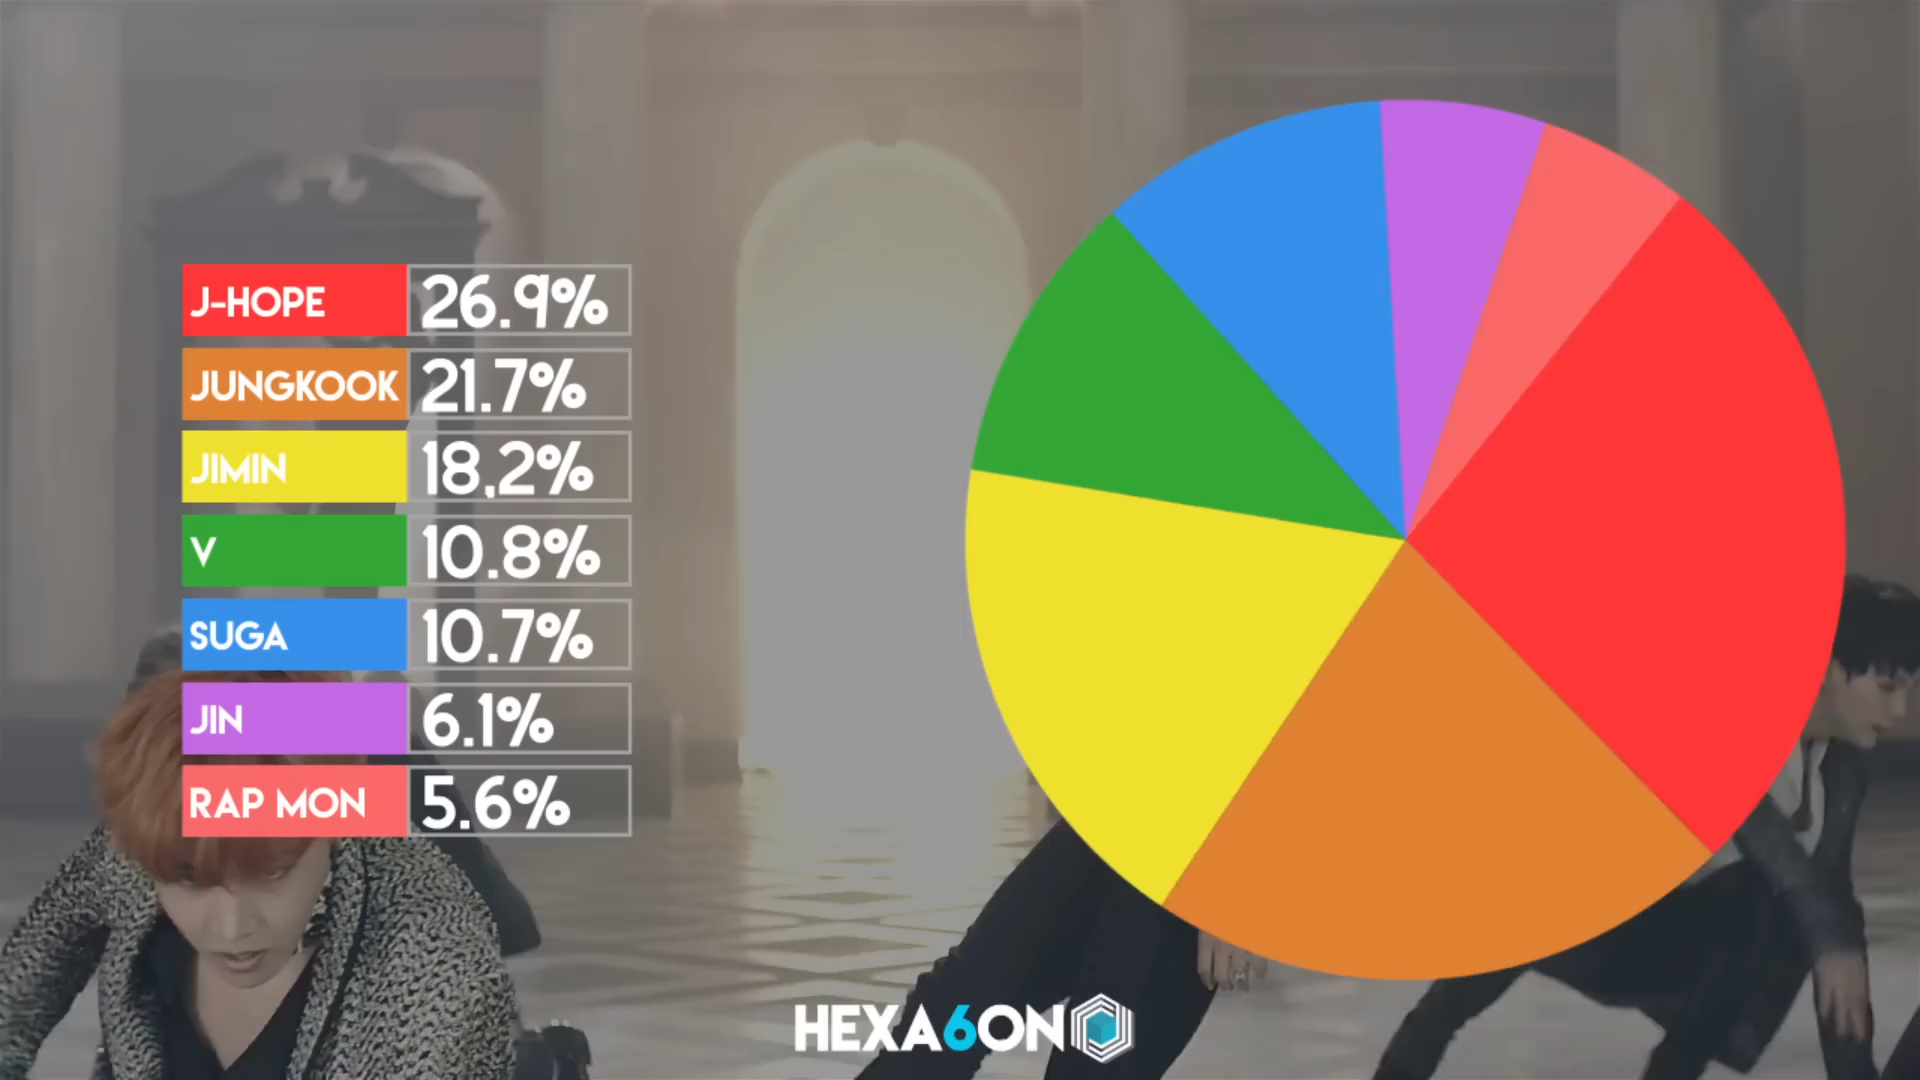 J-HOPE 26.9%
JUNGKOOK 21.7%
JIMIN 18.2%
V 10.8%
SUGA 10.7%
JIN 6.1%
RAP MON 5.6%
HEXA6ON